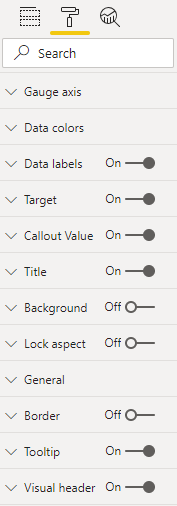 Search
Gauge axis
Data colors
Data labels On
Target On
Callout Value On
Title On
Background Off
Lock aspect Off
General
Border Off
Tooltip On
Visual header On